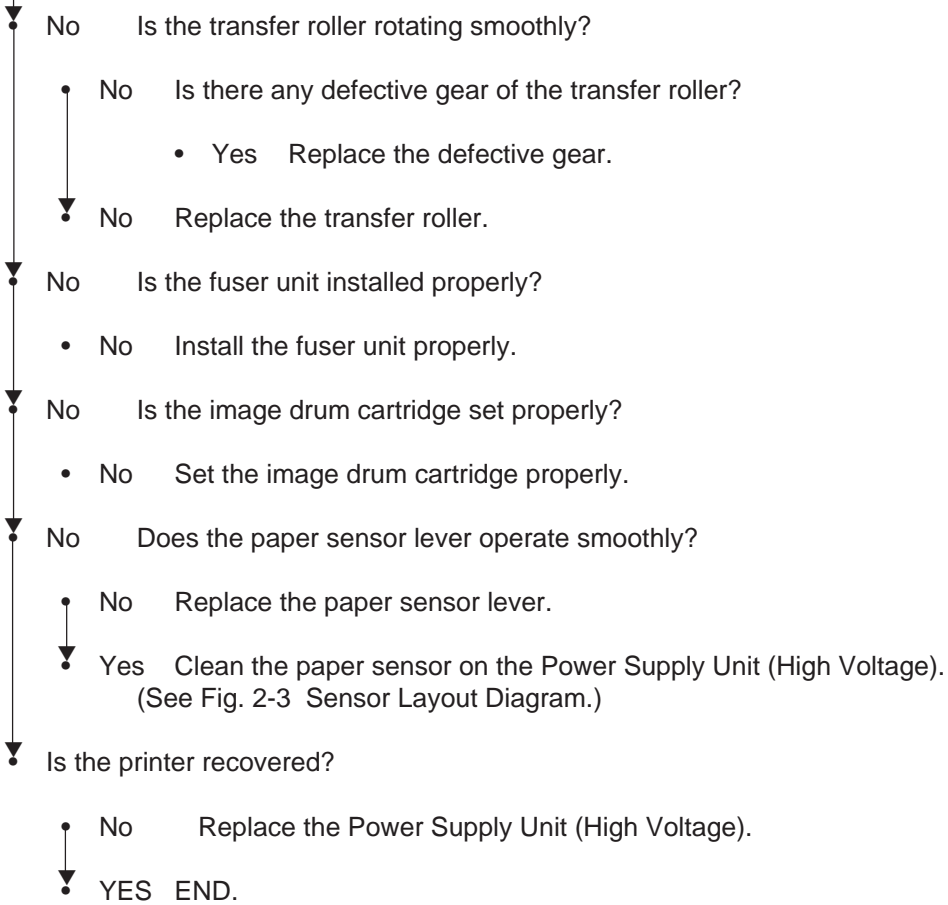 No Is the transfer roller rotating smoothly?
• No Is there any defective gear of the transfer roller?
• Yes Replace the defective gear.
• No Replace the transfer roller.
• No Is the fuser unit installed properly?
• No Install the fuser unit properly.
• No Is the image drum cartridge set properly?
• No Set the image drum cartridge properly.
• No Does the paper sensor lever operate smoothly?
• No Replace the paper sensor lever.
• Yes Clean the paper sensor on the Power Supply Unit (High Voltage).
(See Fig. 2-3 Sensor Layout Diagram.)
• Is the printer recovered?
• No Replace the Power Supply Unit (High Voltage).
• YES END.